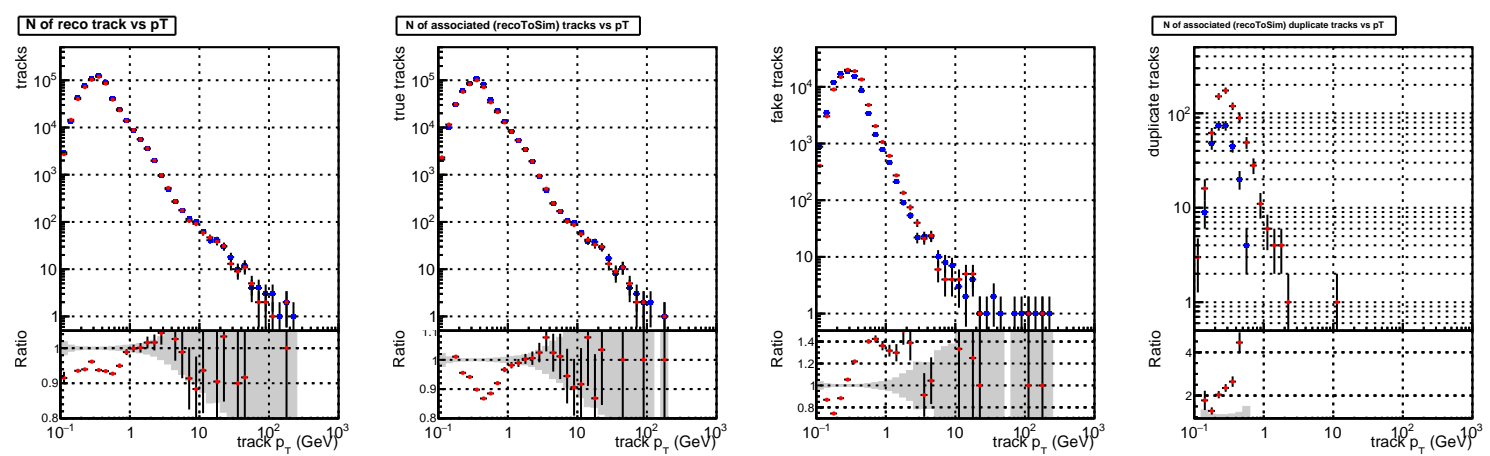 N of reco track vs pT
tracks
10^5
10^4
10^3
10^2
10
1
Ratio
1
0.9
0.8
10^-1 1 10 10^2 10^3
track p_T (GeV)
N of associated (recoToSim) tracks vs pT
true tracks
10^5
10^4
10^3
10^2
10
1
Ratio
1.1
1
0.9
0.8
10^-1 1 10 10^2 10^3
track p_T (GeV)
fake tracks
10^4
10^3
10^2
10
1
Ratio
1.4
1.2
1
0.8
10^-1 1 10 10^2 10^3
track p_T (GeV)
N of associated (recoToSim) duplicate tracks vs pT
duplicate tracks
10^2
10
1
Ratio
4
2
10^-1 1 10 10^2 10^3
track p_T (GeV)